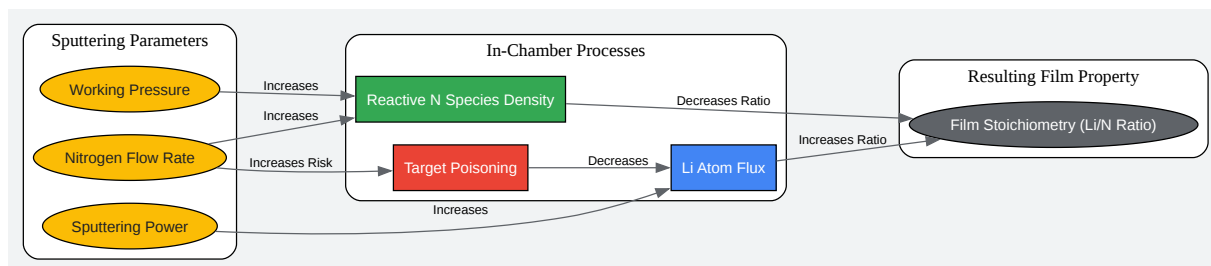 Sputtering Parameters
Working Pressure
Nitrogen Flow Rate
Sputtering Power
Increases
Increases
Increases Risk
Increases
In-Chamber Processes
Reactive N Species Density
Target Poisoning
Decreases
Li Atom Flux
Decreases Ratio
Increases Ratio
Resulting Film Property
Film Stoichiometry (Li/N Ratio)